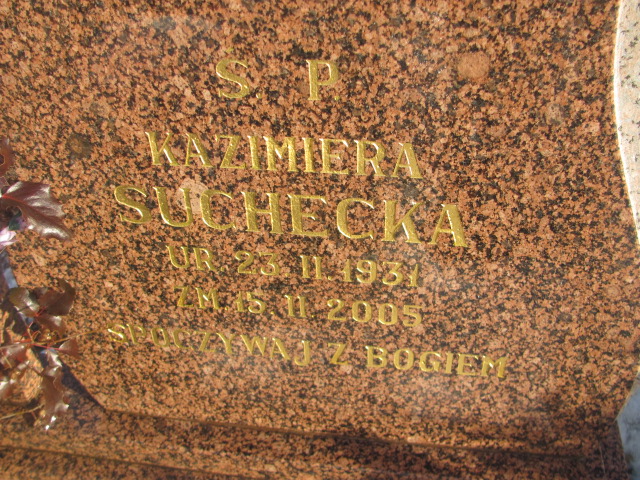 Ś. P.
KAZIMIERA
SUCHECKA
UR. 23. II. 1931
ZM. 15. II. 2005
SPOCZYWAJ Z BOGIEM